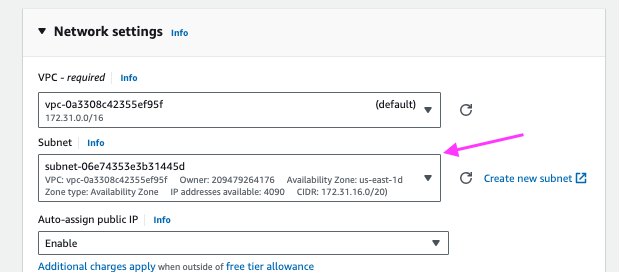 Network settings Info
VPC - required Info
vpc-0a3308c42355ef95f (default)
172.31.0.0/16
Subnet Info
subnet-06e74353e3b31445d
VPC: vpc-0a3308c42355ef95f Owner: 209479264176 Availability Zone: us-east-1d
Zone type: Availability Zone IP addresses available: 4090 CIDR: 172.31.16.0/20)
Create new subnet
Auto-assign public IP Info
Enable
Additional charges apply when outside of free tier allowance